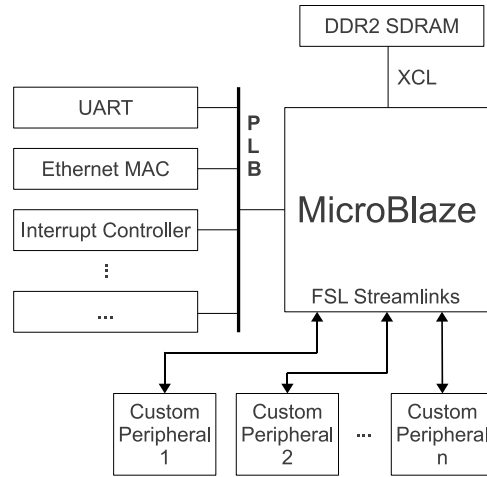 DDR2 SDRAM
XCL
UART
Ethernet MAC
Interrupt Controller
⋮
...
P
L
B
MicroBlaze
FSL Streamlinks
Custom
Peripheral
1
Custom
Peripheral
2
...
Custom
Peripheral
n